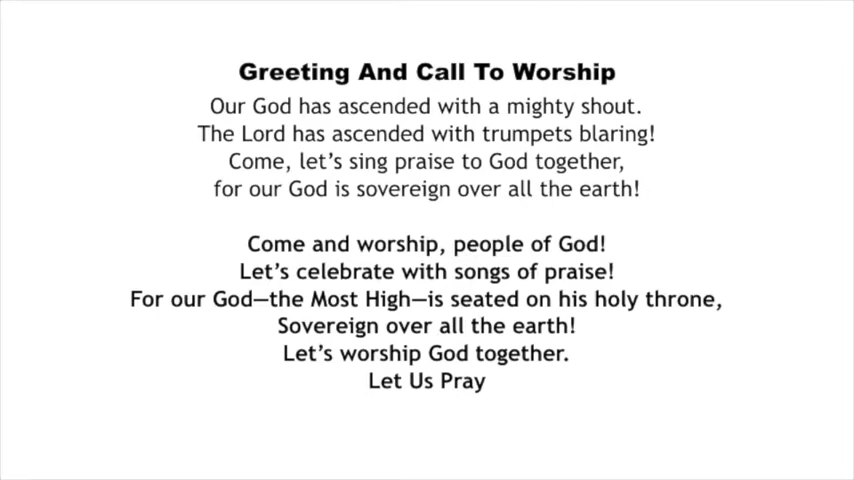 Greeting And Call To Worship
Our God has ascended with a mighty shout.
The Lord has ascended with trumpets blaring!
Come, let’s sing praise to God together,
for our God is sovereign over all the earth!
Come and worship, people of God!
Let’s celebrate with songs of praise!
For our God—the Most High—is seated on his holy throne,
Sovereign over all the earth!
Let’s worship God together.
Let Us Pray